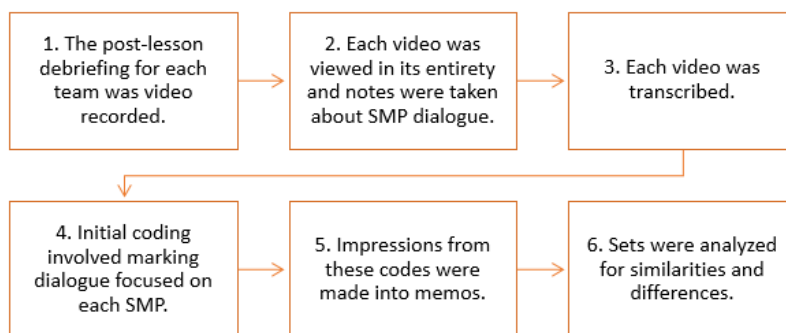 1. The post-lesson
debriefing for each
team was video
recorded.
2. Each video was
viewed in its entirety
and notes were taken
about SMP dialogue.
3. Each video was
transcribed.
4. Initial coding
involved marking
dialogue focused on
each SMP.
5. Impressions from
these codes were
made into memos.
6. Sets were analyzed
for similarities and
differences.